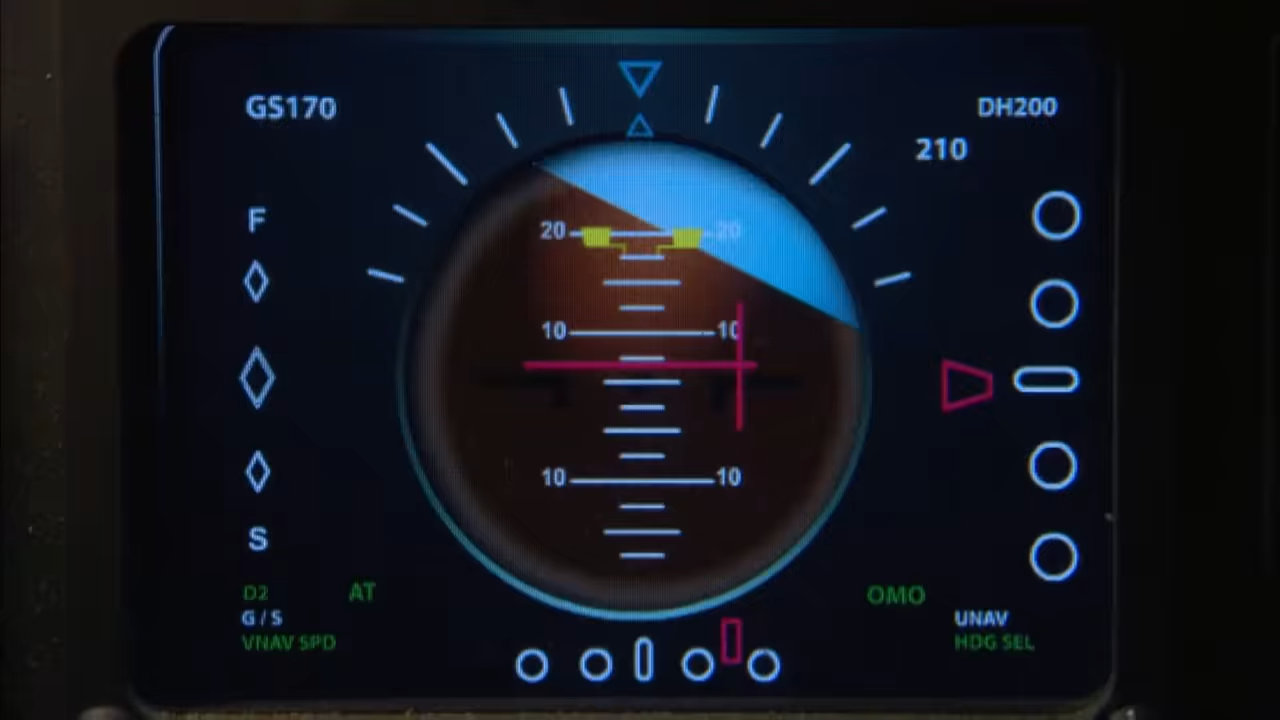 GS170
DH200
210
F
20 20
10 10
10 10
S
D2 AT OMO
G / S UNAV
VNAV SPD HDG SEL